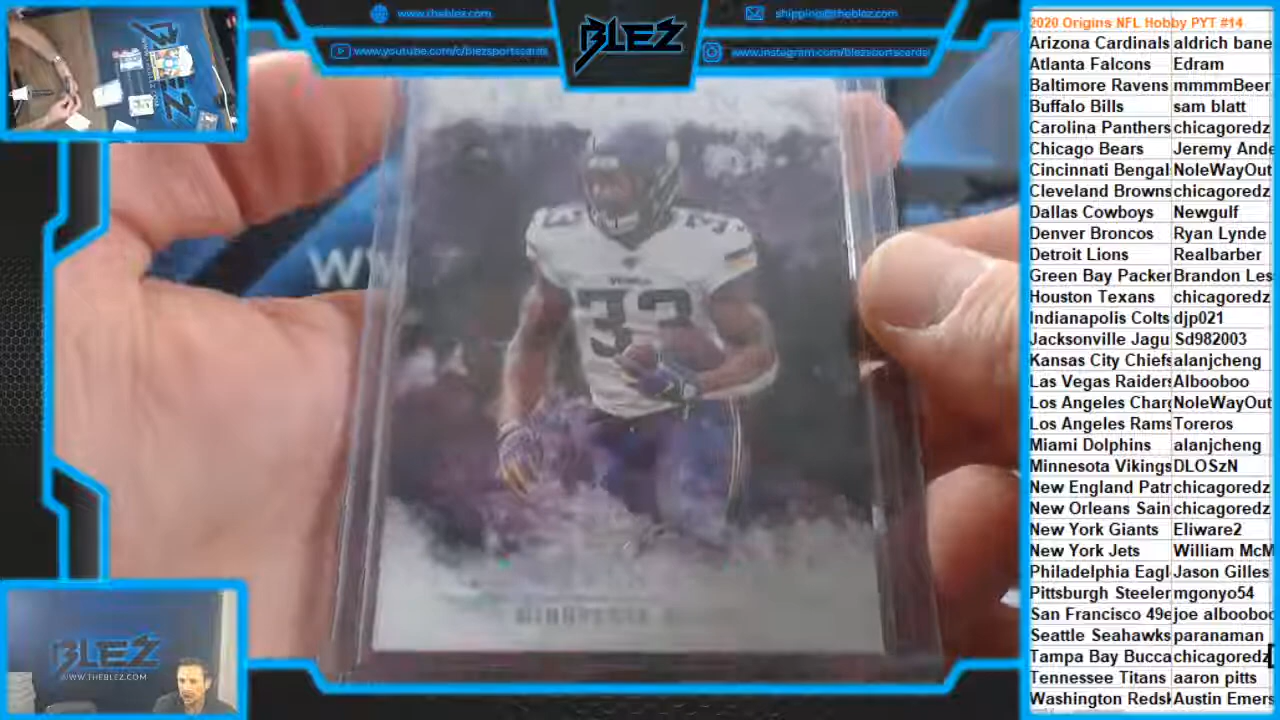 www.theblez.com
shipping@theblez.com
BLEZ
www.youtube.com/c/blezsportscards
www.instagram.com/blezsportscards
2020 Origins NFL Hobby PYT #14
Arizona Cardinals aldrich bane
Atlanta Falcons Edram
Baltimore Ravens mmmmBeer
Buffalo Bills sam blatt
Carolina Panthers chicagoredz
Chicago Bears Jeremy Ande
Cincinnati Bengal NoleWayOut
Cleveland Browns chicagoredz
Dallas Cowboys Newgulf
Denver Broncos Ryan Lynde
Detroit Lions Realbarber
Green Bay Packer Brandon Les
Houston Texans chicagoredz
Indianapolis Colts djp021
Jacksonville Jagu Sd982003
Kansas City Chiefs alanjcheng
Las Vegas Raiders Albooboo
Los Angeles Charg NoleWayOut
Los Angeles Rams Toreros
Miami Dolphins alanjcheng
Minnesota Vikings DLOSzN
New England Patr chicagoredz
New Orleans Sain chicagoredz
New York Giants Eliware2
New York Jets William McM
Philadelphia Eagl Jason Gilles
Pittsburgh Steeler mgonyo54
San Francisco 49e joe alboobo
Seattle Seahawks paranaman
Tampa Bay Bucca chicagoredz
Tennessee Titans aaron pitts
Washington Redsk Austin Emers
33
33
BLEZ
BLEZ
WWW.THEBLEZ.COM